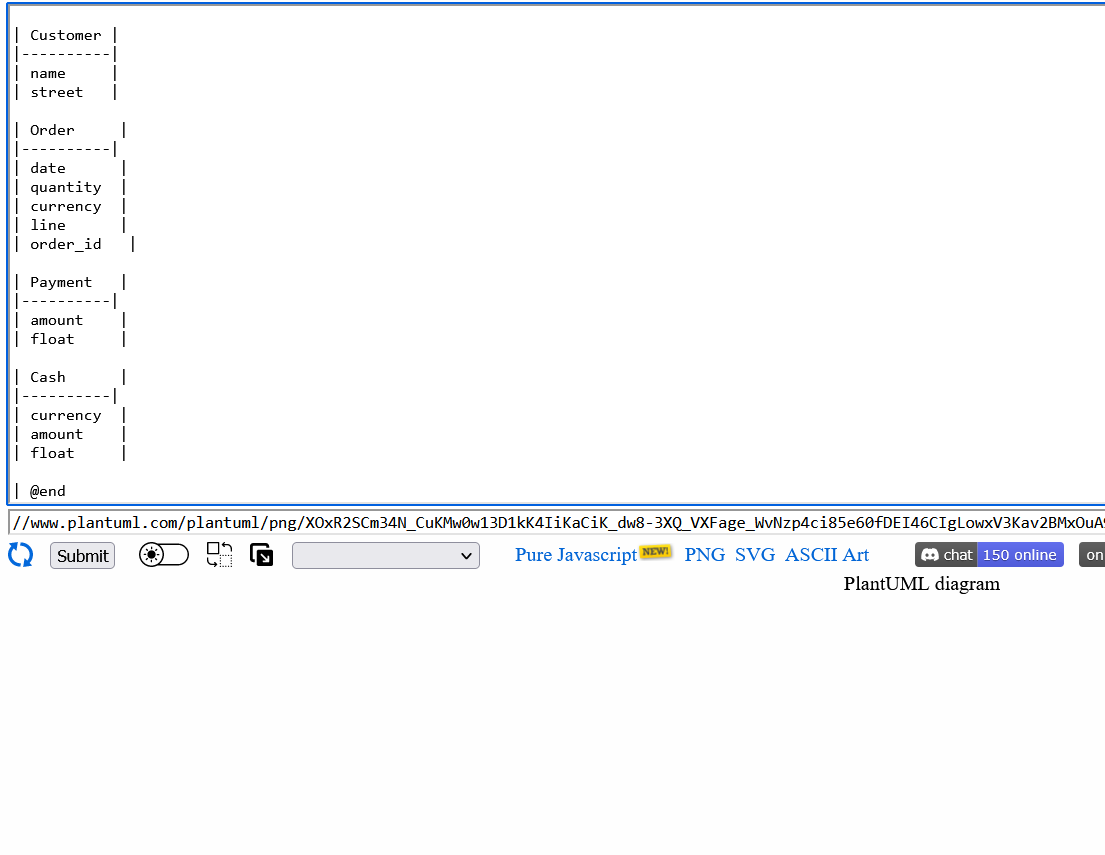 | Customer |
|----------|
| name     |
| street   |
| Order     |
|----------|
| date      |
| quantity  |
| currency  |
| line      |
| order_id   |
| Payment   |
|----------|
| amount    |
| float     |
| Cash      |
|----------|
| currency  |
| amount    |
| float     |
| @end
//www.plantuml.com/plantuml/png/XOxR2SCm34N_CuKMw0w13D1kK4IiKaCiK_dw8-3XQ_VXFage_WvNzp4ci85e60fDEI46CIgLowxV3Kav2BMxOuA9
Submit Pure Javascript NEW! PNG SVG ASCII Art chat 150 online on
PlantUML diagram